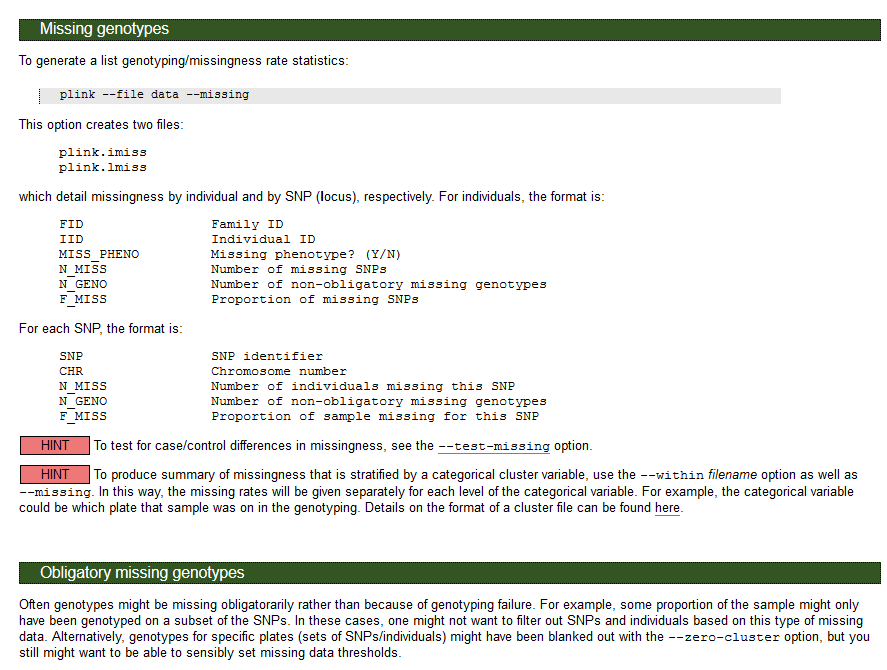 Missing genotypes
To generate a list genotyping/missingness rate statistics:
plink --file data --missing
This option creates two files:
plink.imiss
plink.lmiss
which detail missingness by individual and by SNP (locus), respectively. For individuals, the format is:
FID Family ID
IID Individual ID
MISS_PHENO Missing phenotype? (Y/N)
N_MISS Number of missing SNPs
N_GENO Number of non-obligatory missing genotypes
F_MISS Proportion of missing SNPs
For each SNP, the format is:
SNP SNP identifier
CHR Chromosome number
N_MISS Number of individuals missing this SNP
N_GENO Number of non-obligatory missing genotypes
F_MISS Proportion of sample missing for this SNP
HINT To test for case/control differences in missingness, see the --test-missing option.
HINT To produce summary of missingness that is stratified by a categorical cluster variable, use the --within filename option as well as
--missing. In this way, the missing rates will be given separately for each level of the categorical variable. For example, the categorical variable
could be which plate that sample was on in the genotyping. Details on the format of a cluster file can be found here.
Obligatory missing genotypes
Often genotypes might be missing obligatorarily rather than because of genotyping failure. For example, some proportion of the sample might only
have been genotyped on a subset of the SNPs. In these cases, one might not want to filter out SNPs and individuals based on this type of missing
data. Alternatively, genotypes for specific plates (sets of SNPs/individuals) might have been blanked out with the --zero-cluster option, but you
still might want to be able to sensibly set missing data thresholds.